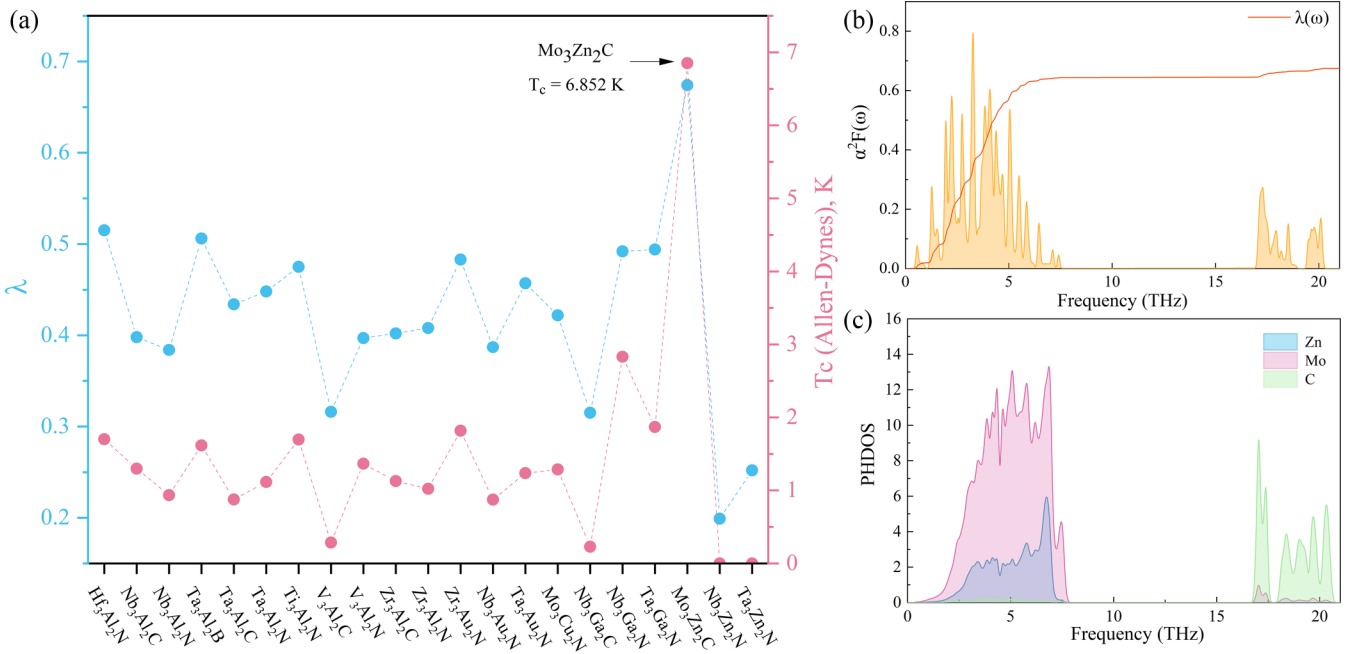 (a)
0.7
0.6
0.5
0.4
0.3
0.2
λ
Mo₃Zn₂C
T꜀ = 6.852 K
7
6
5
4
3
2
1
0
Tc (Allen-Dynes), K
Hf₃Al₂N
Nb₃Al₂C
Nb₃Al₂N
Ta₃Al₂B
Ta₃Al₂C
Ta₃Al₂N
Ti₃Al₂N
V₃Al₂C
V₃Al₂N
Zr₃Al₂C
Zr₃Al₂N
Zr₃Au₂N
Nb₃Au₂N
Ta₃Au₂N
Mo₃Cu₂N
Nb₃Ga₂C
Nb₃Ga₂N
Ta₃Ga₂N
Mo₃Zn₂C
Nb₃Zn₂N
Ta₃Zn₂N
(b)
λ(ω)
α²F(ω)
0.8
0.6
0.4
0.2
0.0
0 5 10 15 20
Frequency (THz)
(c)
PHDOS
16
14
12
10
8
6
4
2
0
Zn
Mo
C
0 5 10 15 20
Frequency (THz)